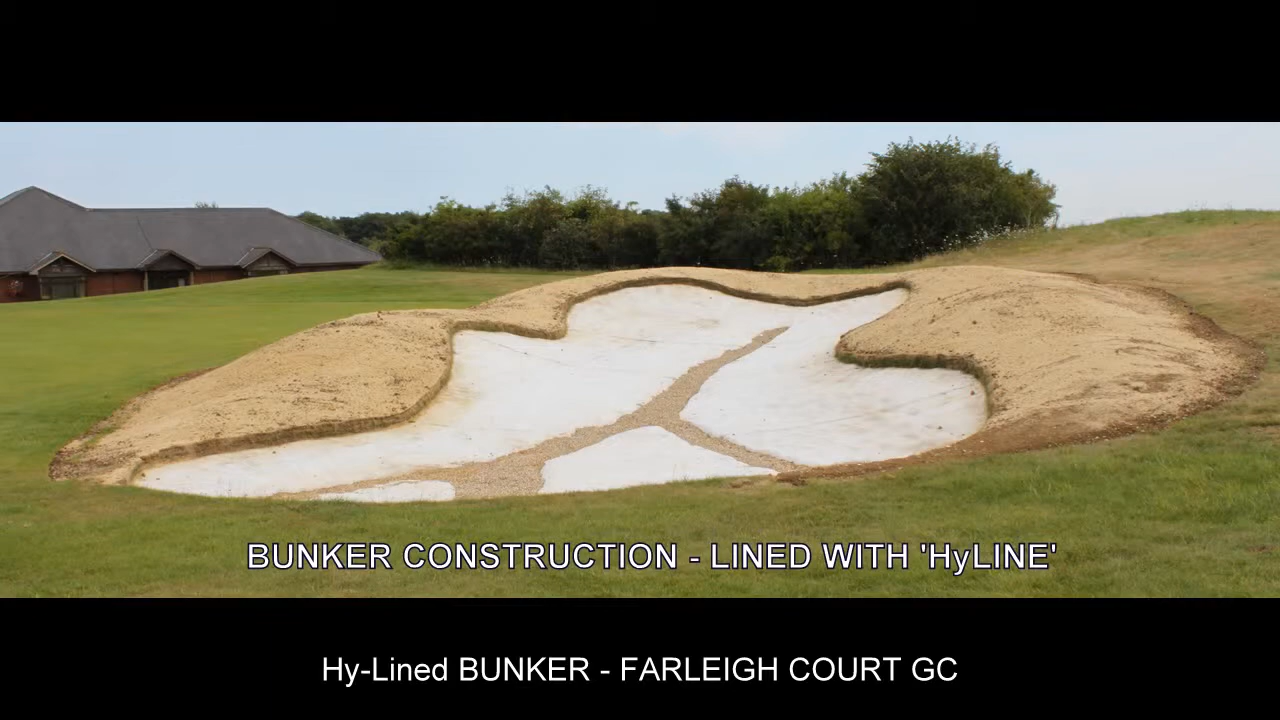 BUNKER CONSTRUCTION - LINED WITH 'HyLINE'
Hy-Lined BUNKER - FARLEIGH COURT GC